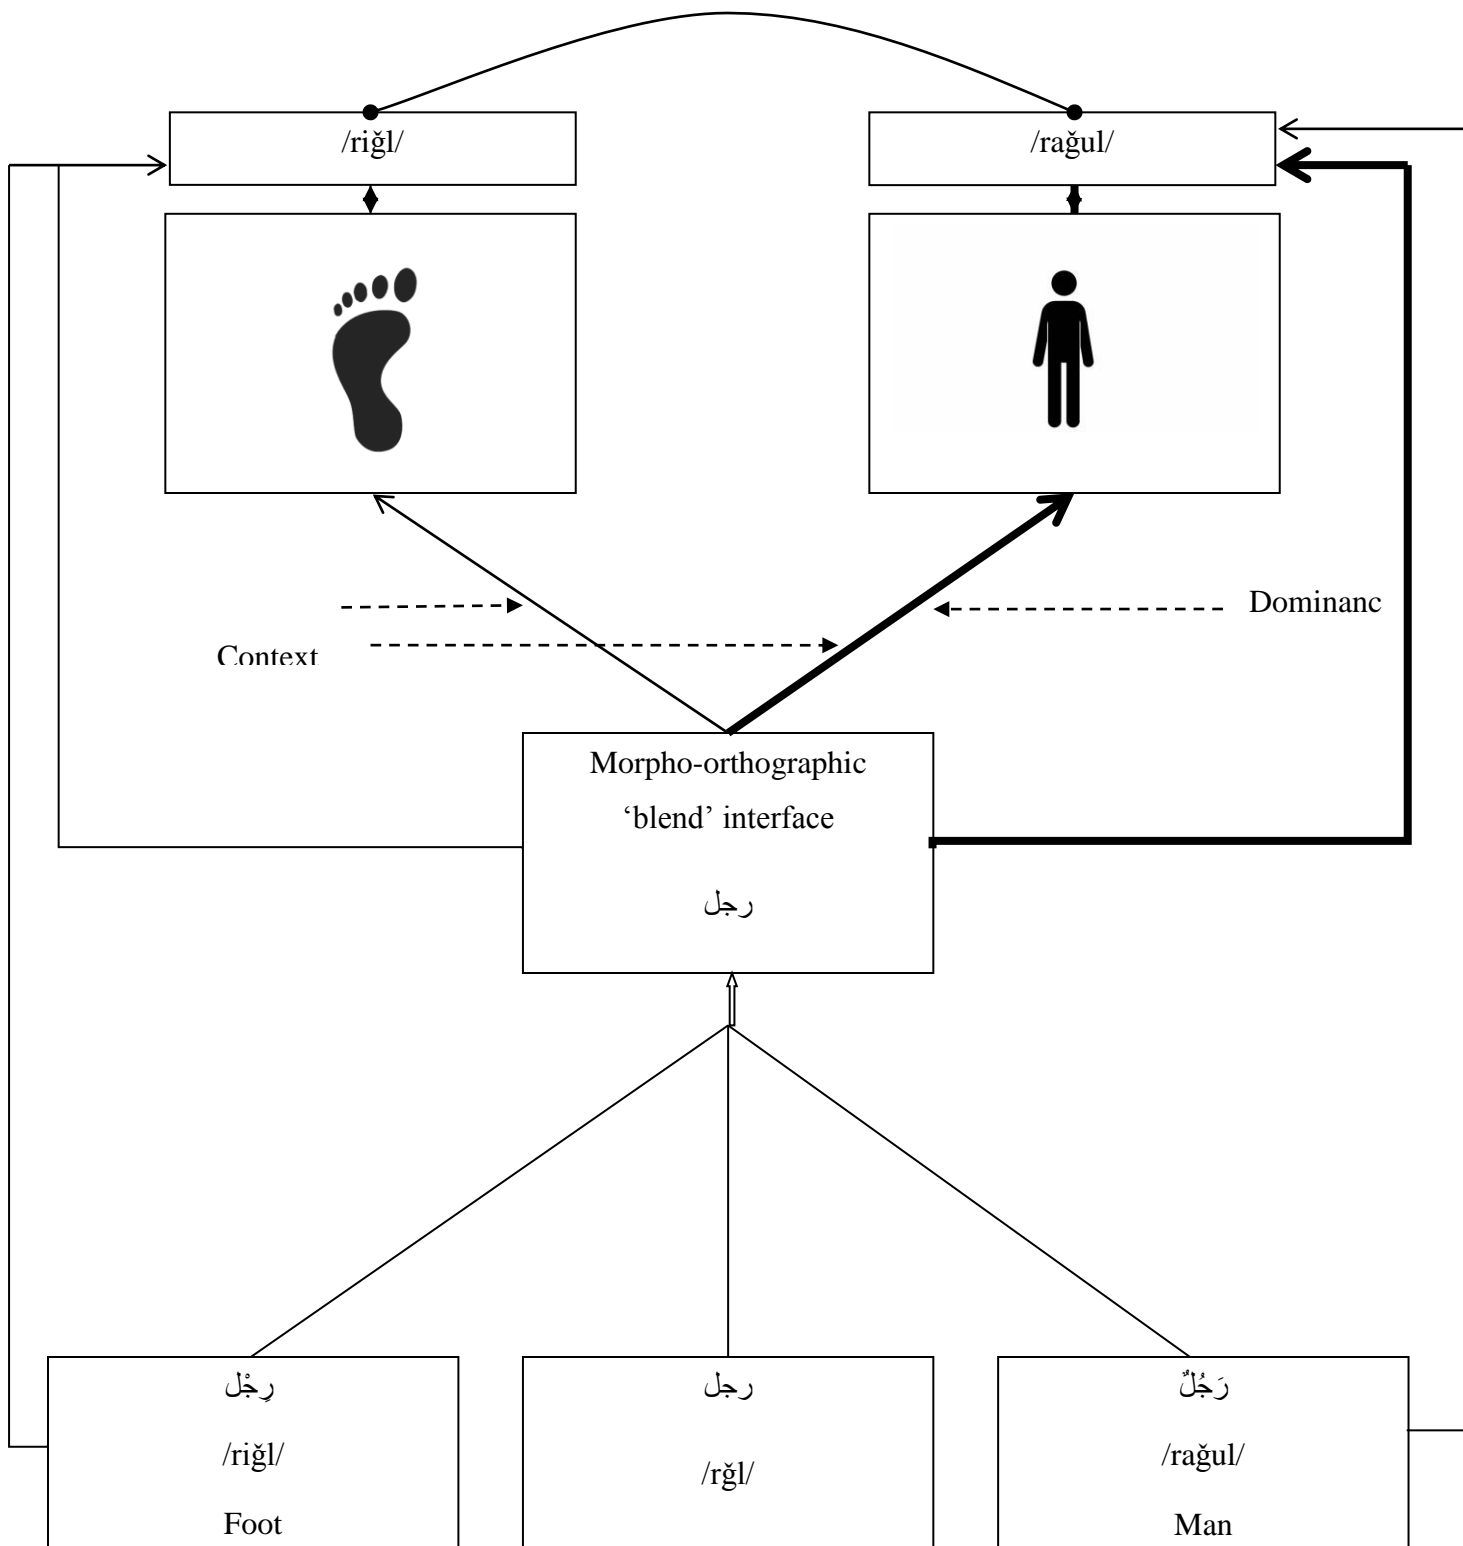 /riğl/
/rağul/
Dominanc
Context
Morpho-orthographic
‘blend’ interface
رجل
رِجْل
/riğl/
Foot
رجل
/rğl/
رَجُلٌ
/rağul/
Man